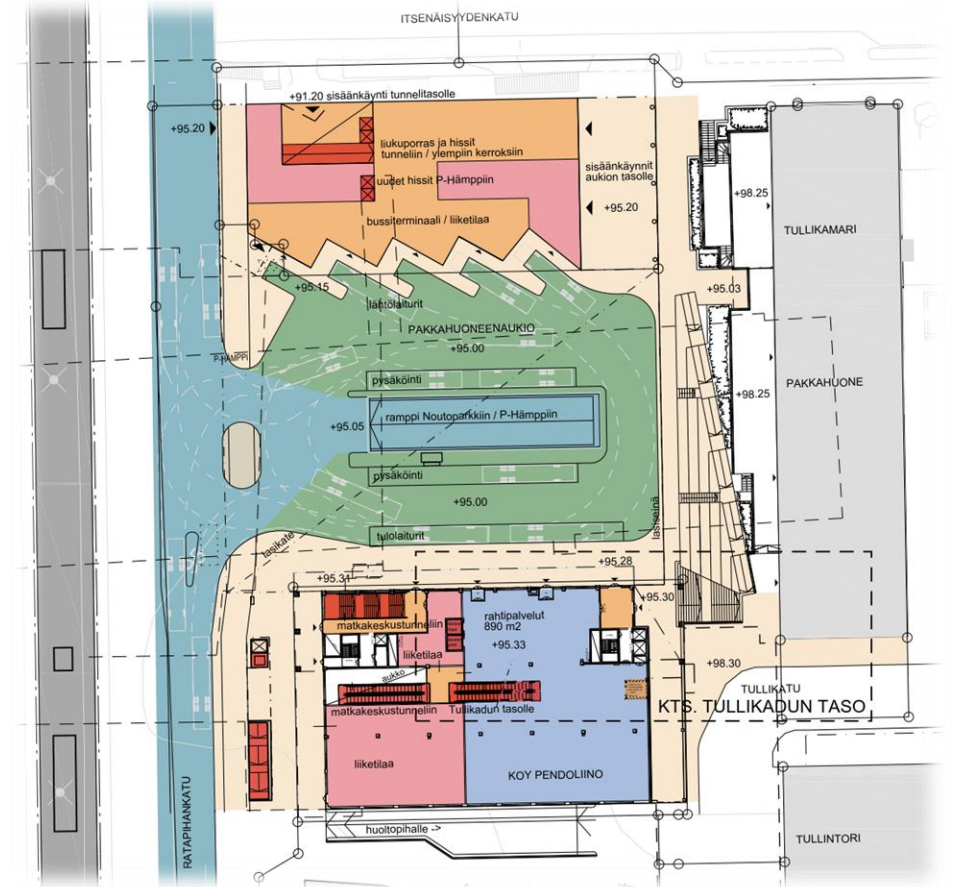 ITSENÄISYYDENKATU
+91.20 sisäänkäynti tunnelitasolle
+95.20
liukuporras ja hissit
tunneliin / ylempiin kerroksiin
sisäänkäynnit
aukion tasolle
uudet hissit P-Hämppiin
+98.25
+95.20
bussiterminaali / liiketilaa
TULLIKAMARI
+95.15
+95.03
lähtölaiturit
PAKKAHUONEENAUKIO
+95.00
P-HÄMPPI
pysäköinti
PAKKAHUONE
+98.25
ramppi Noutoparkkiin / P-Hämppiin
+95.05
pysäköinti
+95.00
lasiseinä
tulolaiturit
lasikate
+95.28
+95.31
+95.30
rahtipalvelut
890 m2
matkakeskustunneliin
+95.33
liiketilaa
+98.30
aukko
TULLIKATU
matkakeskustunneliin
Tullikadun tasolle
KTS. TULLIKADUN TASO
liiketilaa
KOY PENDOLIINO
RATAPIHANKATU
huoltopihalle ->
TULLINTORI